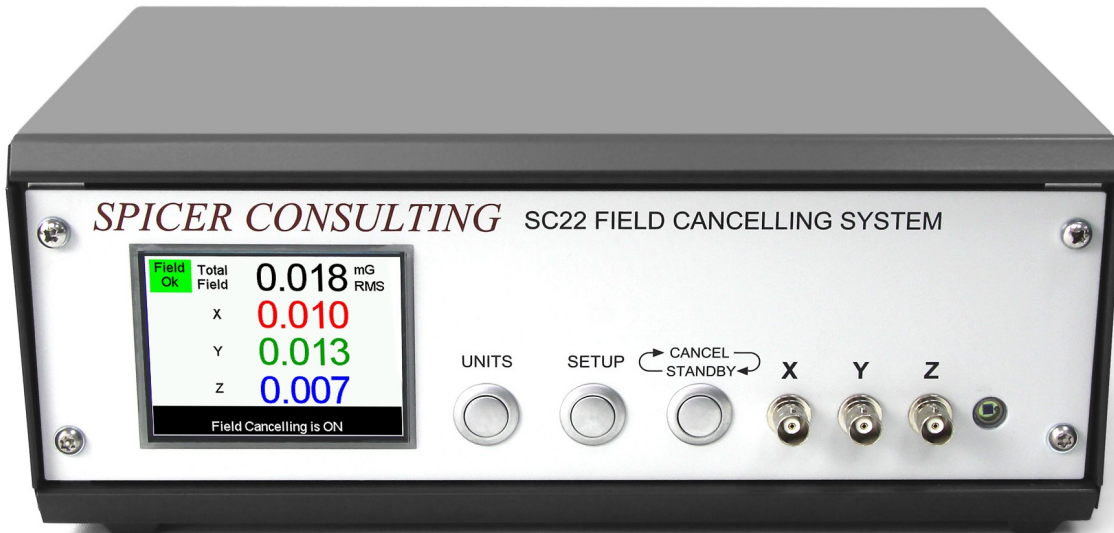 SPICER CONSULTING SC22 FIELD CANCELLING SYSTEM
Field Ok
Total Field 0.018 mG RMS
X 0.010
Y 0.013
Z 0.007
Field Cancelling is ON
UNITS
SETUP
CANCEL
STANDBY
X Y Z